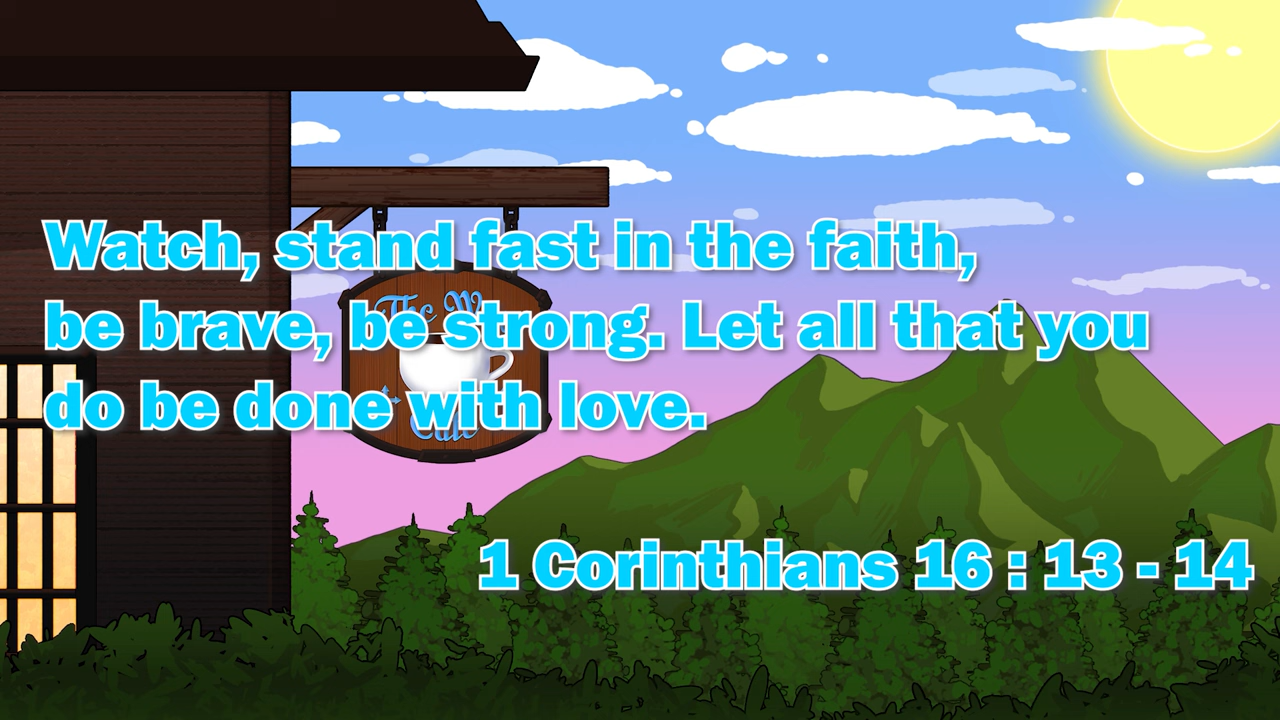 Watch, stand fast in the faith,
be brave, be strong. Let all that you
do be done with love.
The
1 Corinthians 16 : 13 - 14